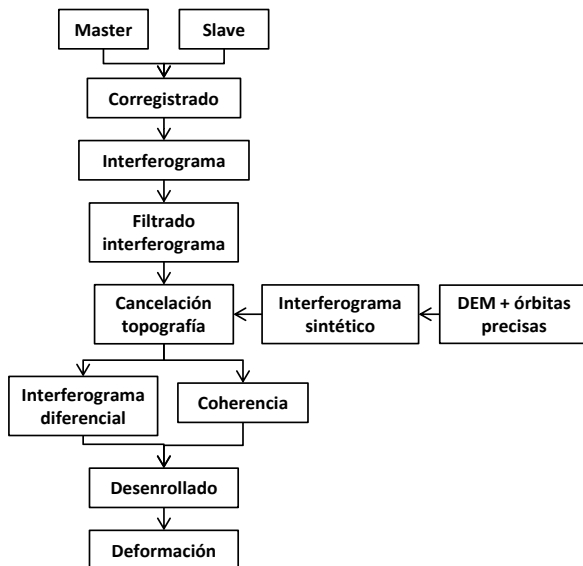 Master
Slave
Corregistrado
Interferograma
Filtrado
interferograma
Cancelación
topografía
Interferograma
sintético
DEM + órbitas
precisas
Interferograma
diferencial
Coherencia
Desenrollado
Deformación